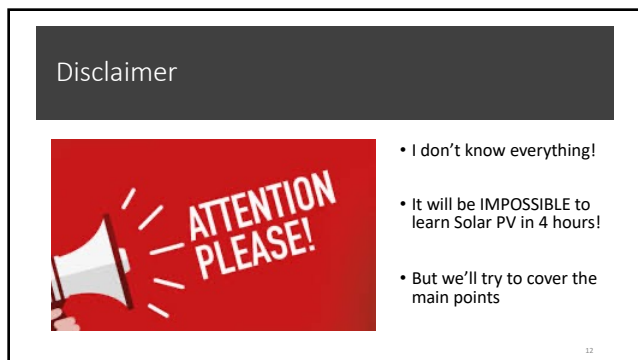 Disclaimer
ATTENTION
PLEASE!
• I don't know everything!
• It will be IMPOSSIBLE to
learn Solar PV in 4 hours!
• But we'll try to cover the
main points
12